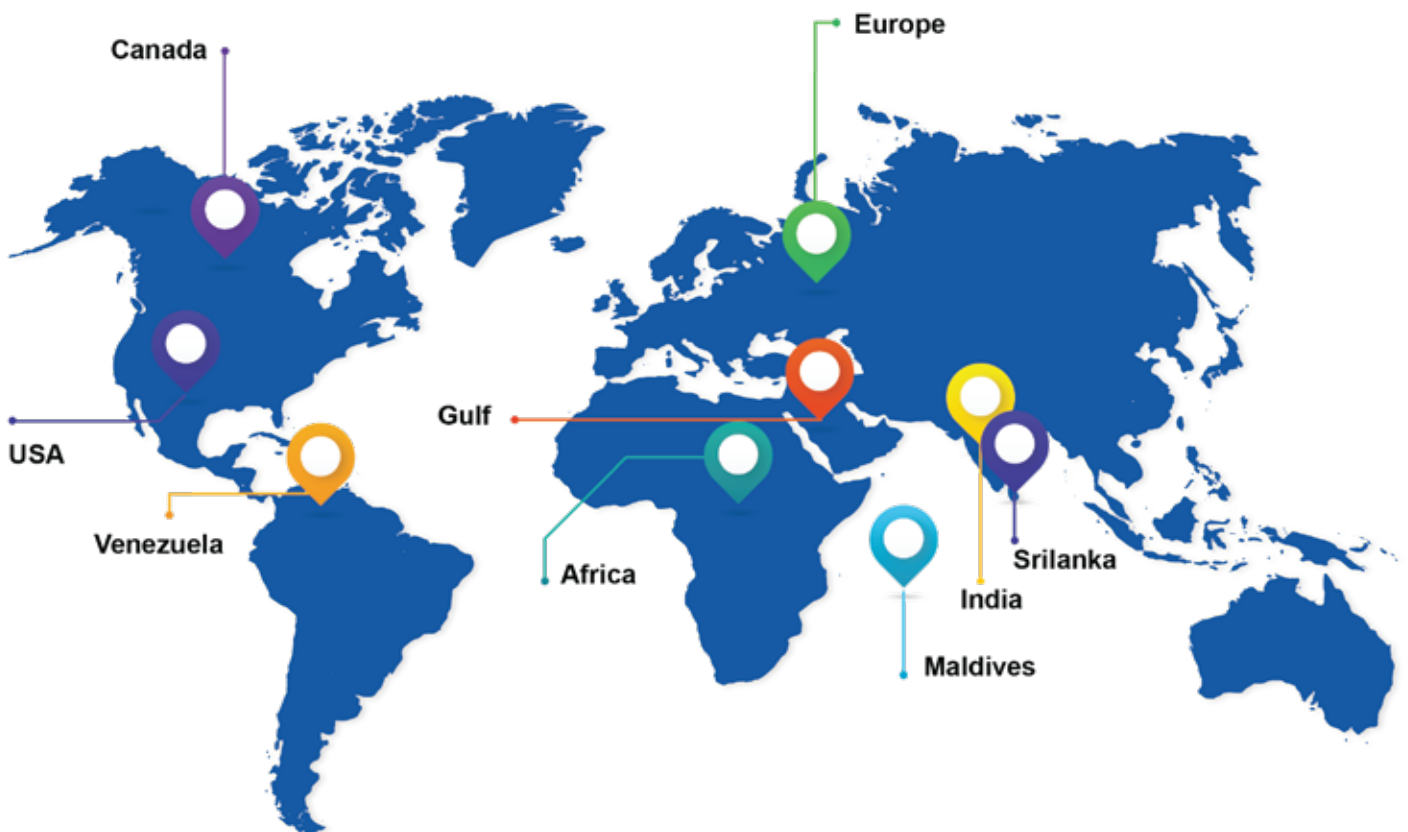 Europe
Canada
Gulf
USA
Venezuela
Srilanka
Africa
India
Maldives